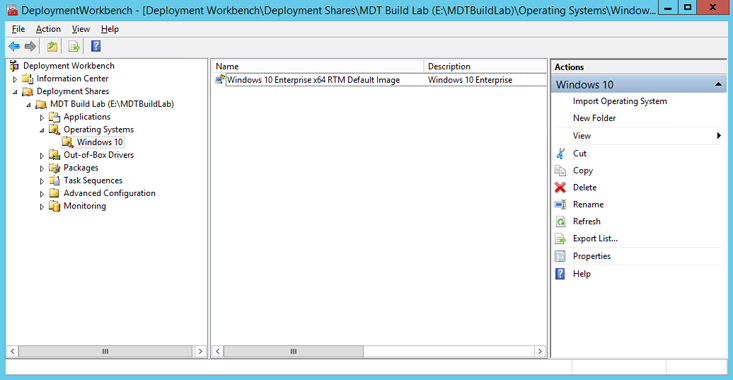 DeploymentWorkbench - [Deployment Workbench\Deployment Shares\MDT Build Lab (E:\MDTBuildLab)\Operating Systems\Window...
File Action View Help
Deployment Workbench
Information Center
Deployment Shares
MDT Build Lab (E:\MDTBuildLab)
Applications
Operating Systems
Windows 10
Out-of-Box Drivers
Packages
Task Sequences
Advanced Configuration
Monitoring
Name Description
Windows 10 Enterprise x64 RTM Default Image Windows 10 Enterprise
Actions
Windows 10
Import Operating System
New Folder
View
Cut
Copy
Delete
Rename
Refresh
Export List...
Properties
Help